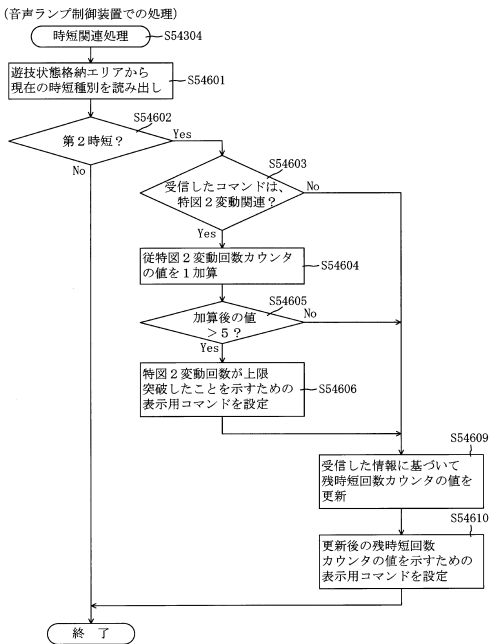 (音声ランプ制御装置での処理)
時短関連処理
S54304
遊技状態格納エリアから
現在の時短種別を読み出し
S54601
S54602
第2時短?
Yes
No
S54603
受信したコマンドは、
特図2変動関連?
No
Yes
従特図2変動回数カウンタ
の値を1加算
S54604
S54605
加算後の値
>5?
No
Yes
特図2変動回数が上限
突破したことを示すための
表示用コマンドを設定
S54606
S54609
受信した情報に基づいて
残時短回数カウンタの値を
更新
S54610
更新後の残時短回数
カウンタの値を示すための
表示用コマンドを設定
終 了